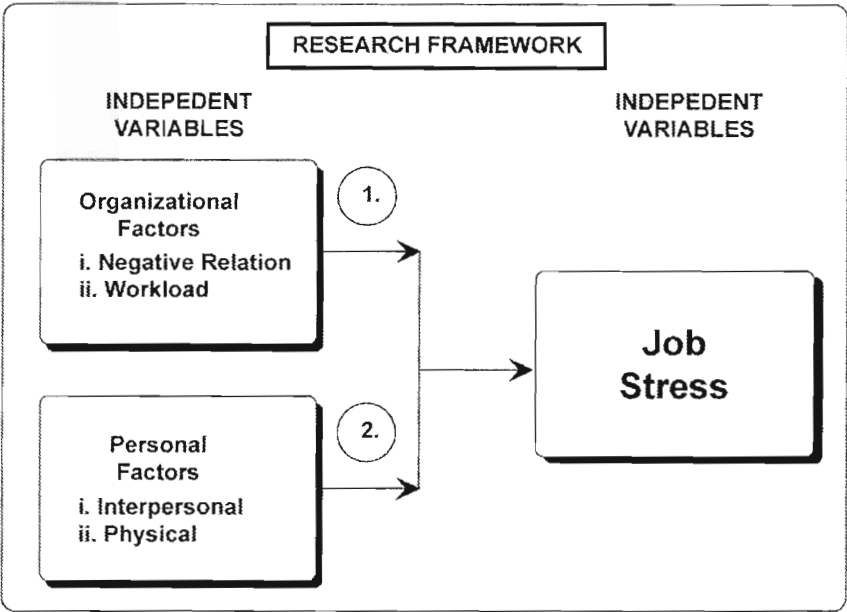 RESEARCH FRAMEWORK
INDEPEDENT
VARIABLES
INDEPEDENT
VARIABLES
Organizational
Factors
i. Negative Relation
ii. Workload
1.
Personal
Factors
i. Interpersonal
ii. Physical
2.
Job
Stress